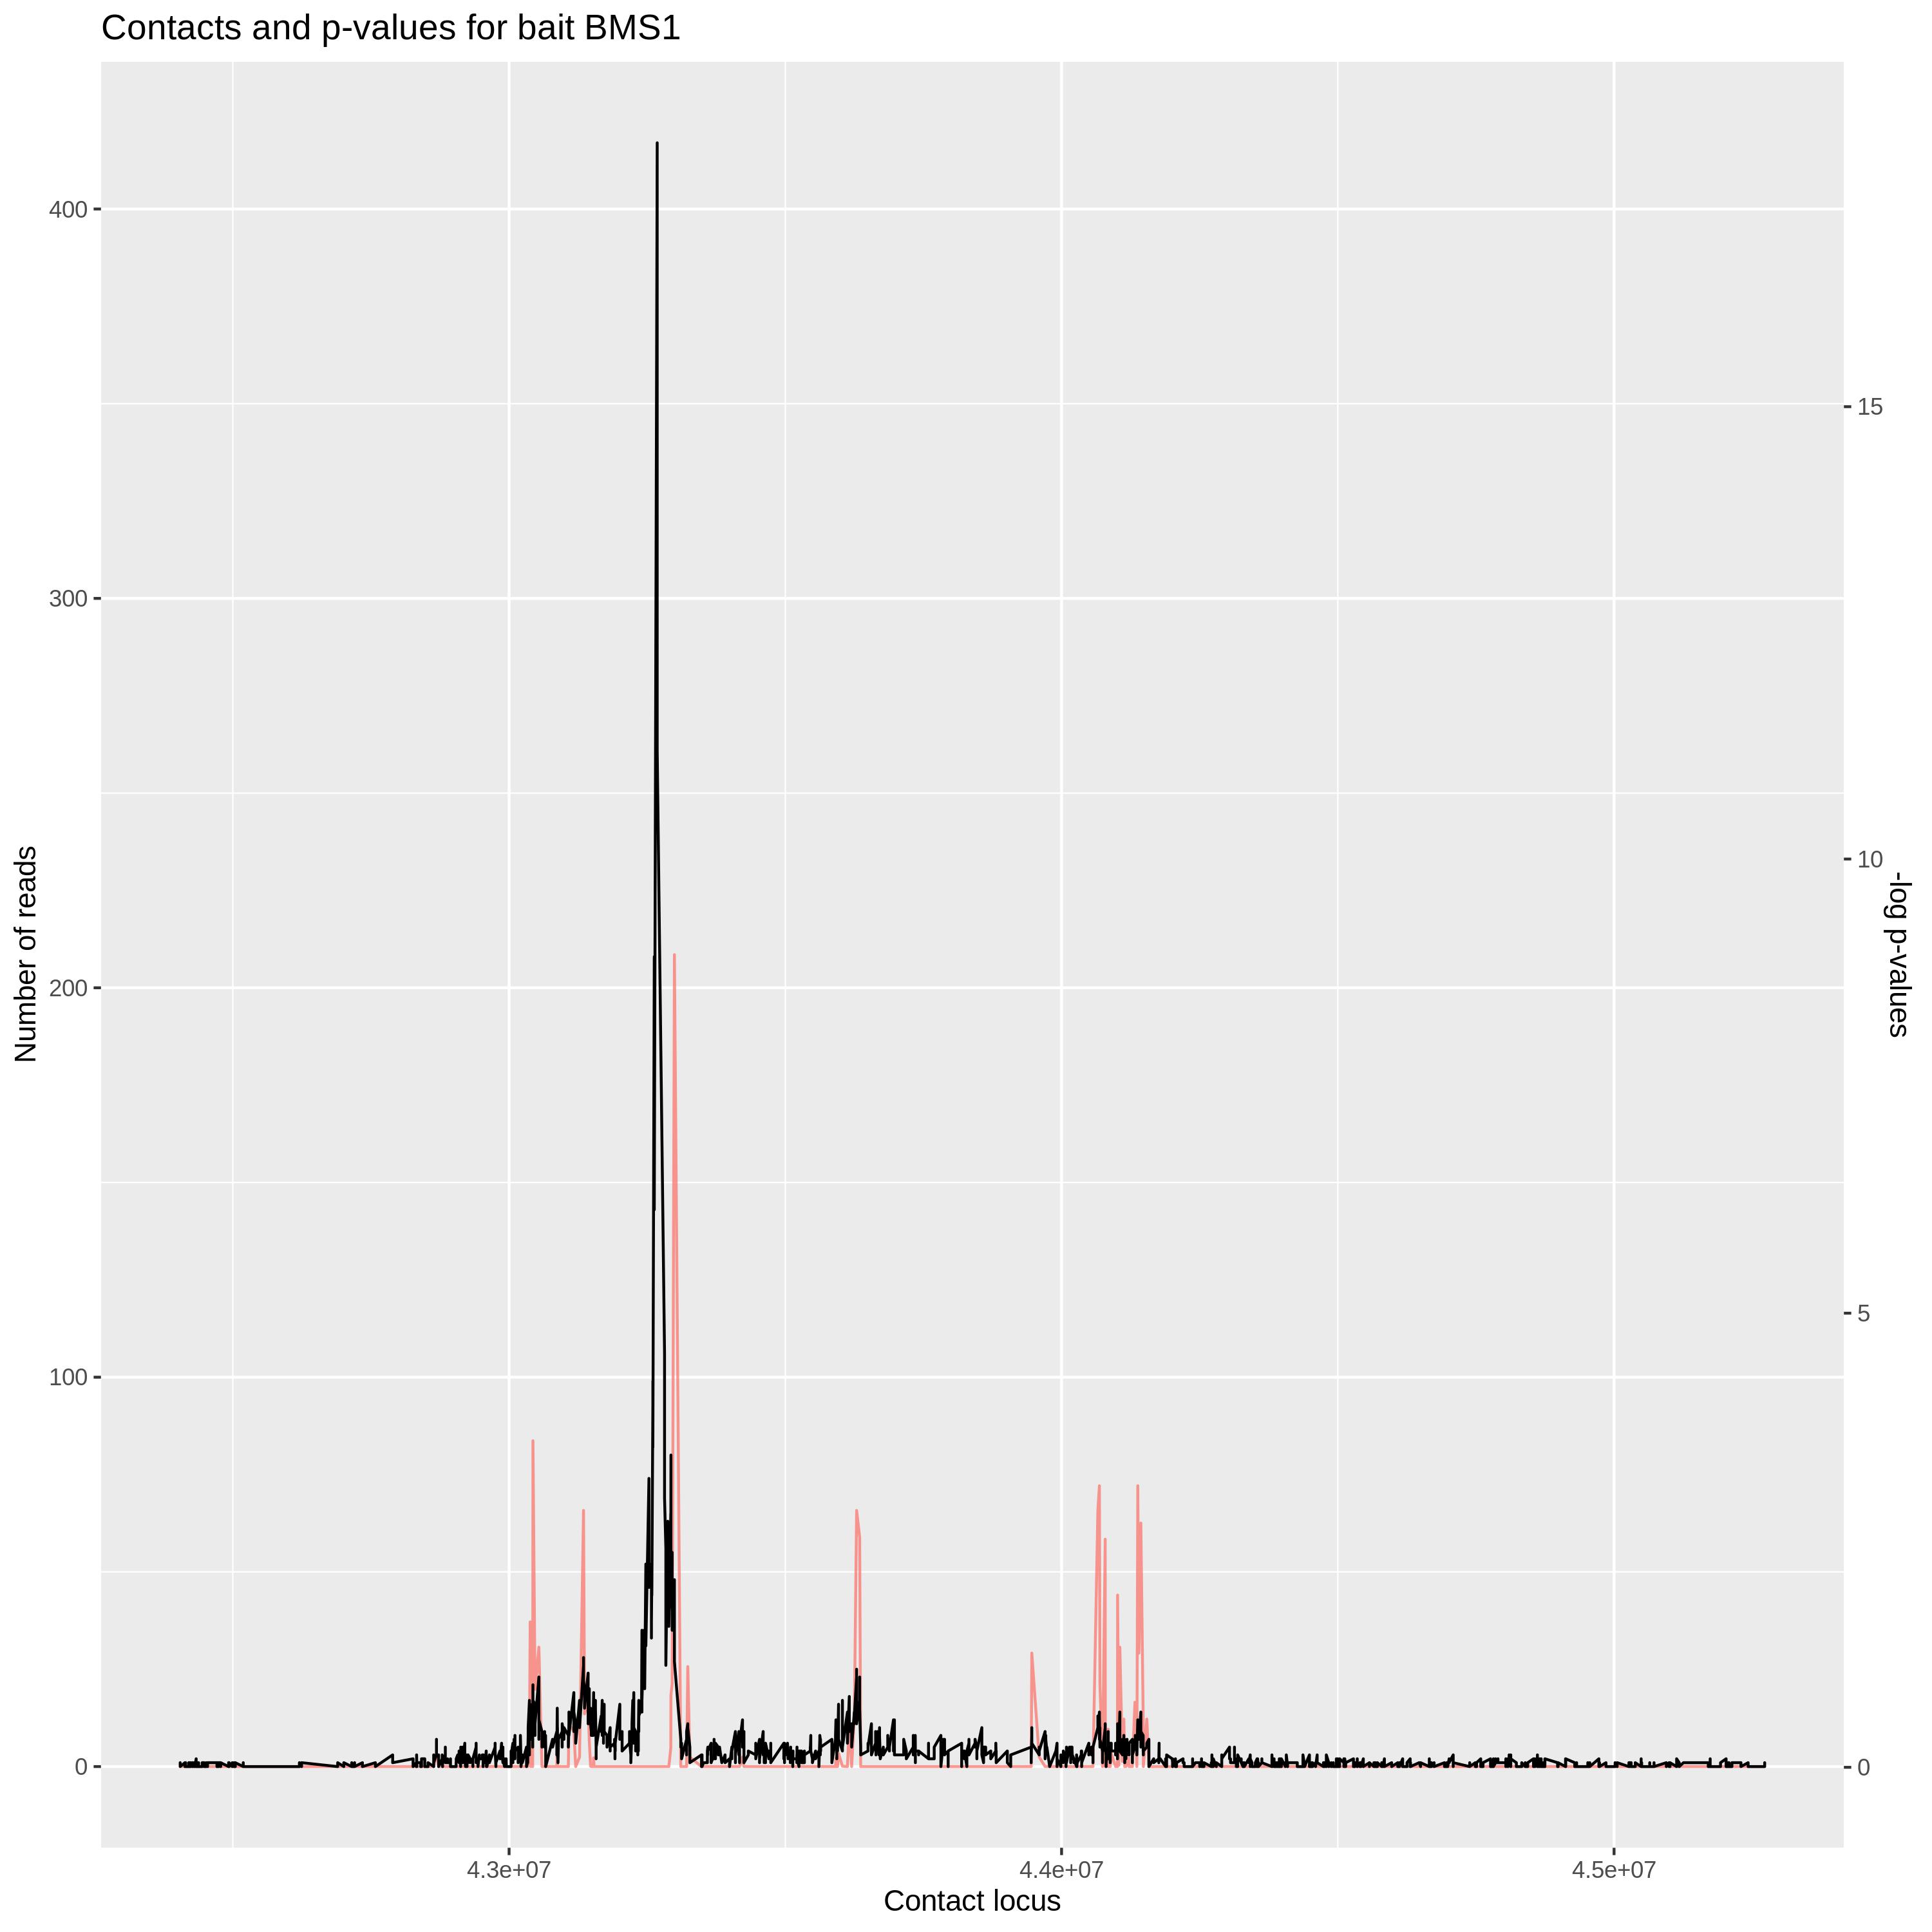 Contacts and p-values for bait BMS1
400
300
200
100
0
Number of reads
15
10
5
0
-log p-values
4.3e+07
4.4e+07
4.5e+07
Contact locus